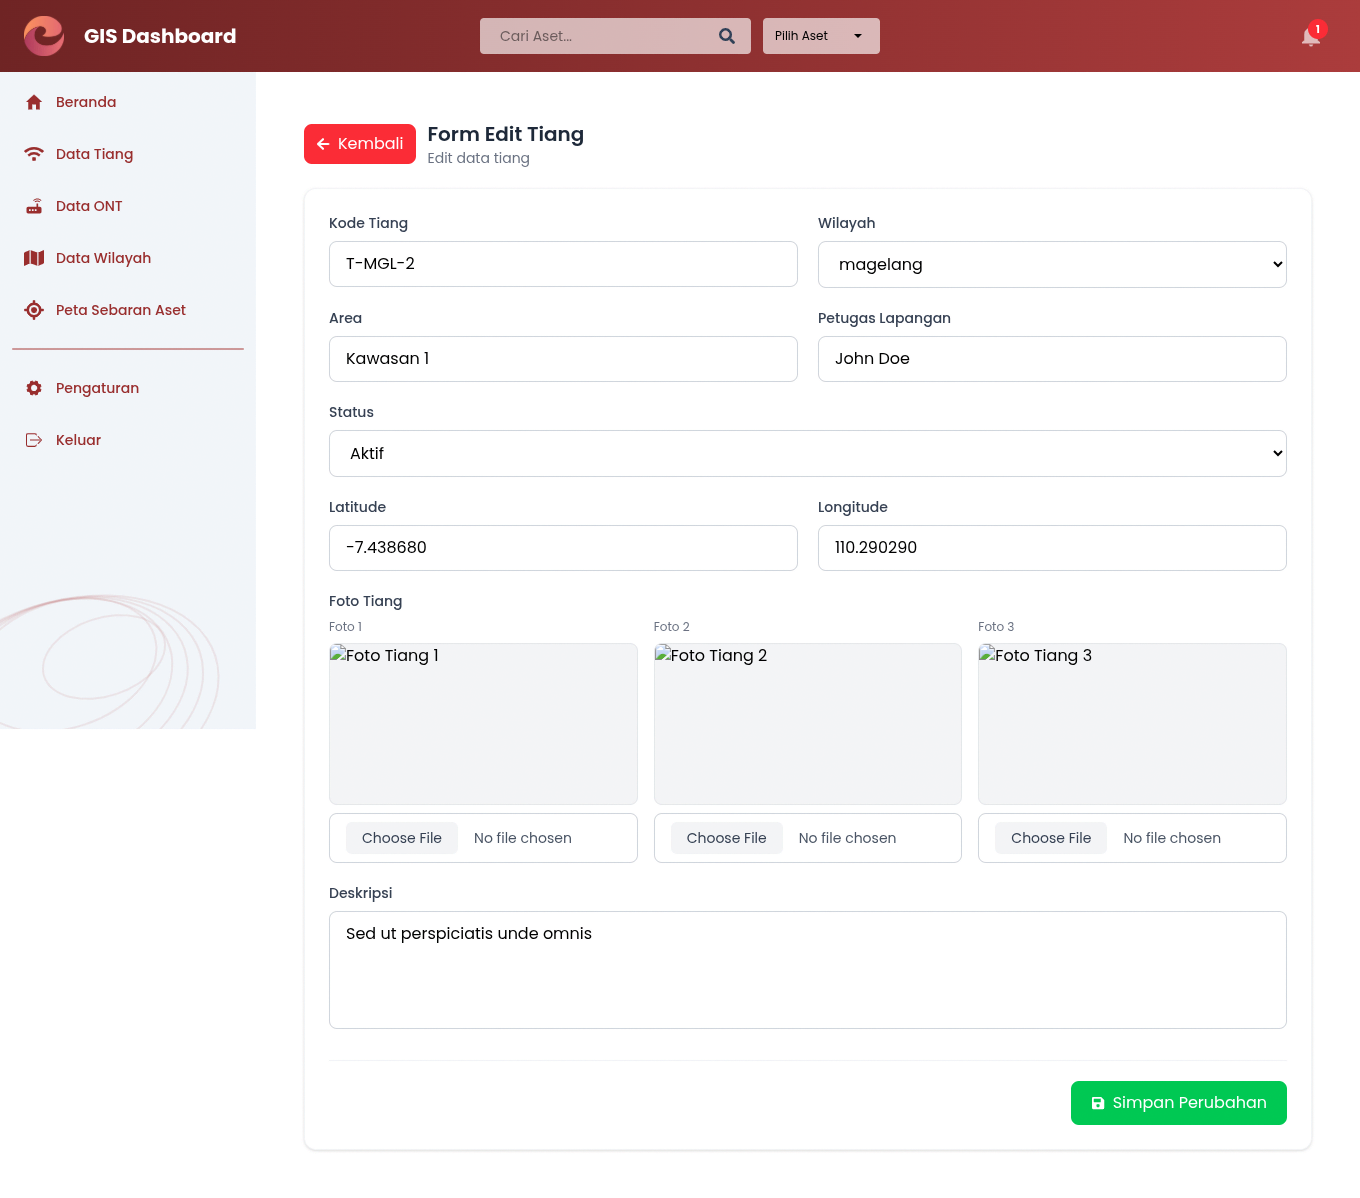 GIS Dashboard
Cari Aset...
Pilih Aset
1
Beranda
Data Tiang
Data ONT
Data Wilayah
Peta Sebaran Aset
Pengaturan
Keluar
Kembali
Form Edit Tiang
Edit data tiang
Kode Tiang
Wilayah
T-MGL-2
magelang
Area
Petugas Lapangan
Kawasan 1
John Doe
Status
Aktif
Latitude
Longitude
-7.438680
110.290290
Foto Tiang
Foto 1
Foto 2
Foto 3
Foto Tiang 1
Foto Tiang 2
Foto Tiang 3
Choose File No file chosen
Choose File No file chosen
Choose File No file chosen
Deskripsi
Sed ut perspiciatis unde omnis
Simpan Perubahan